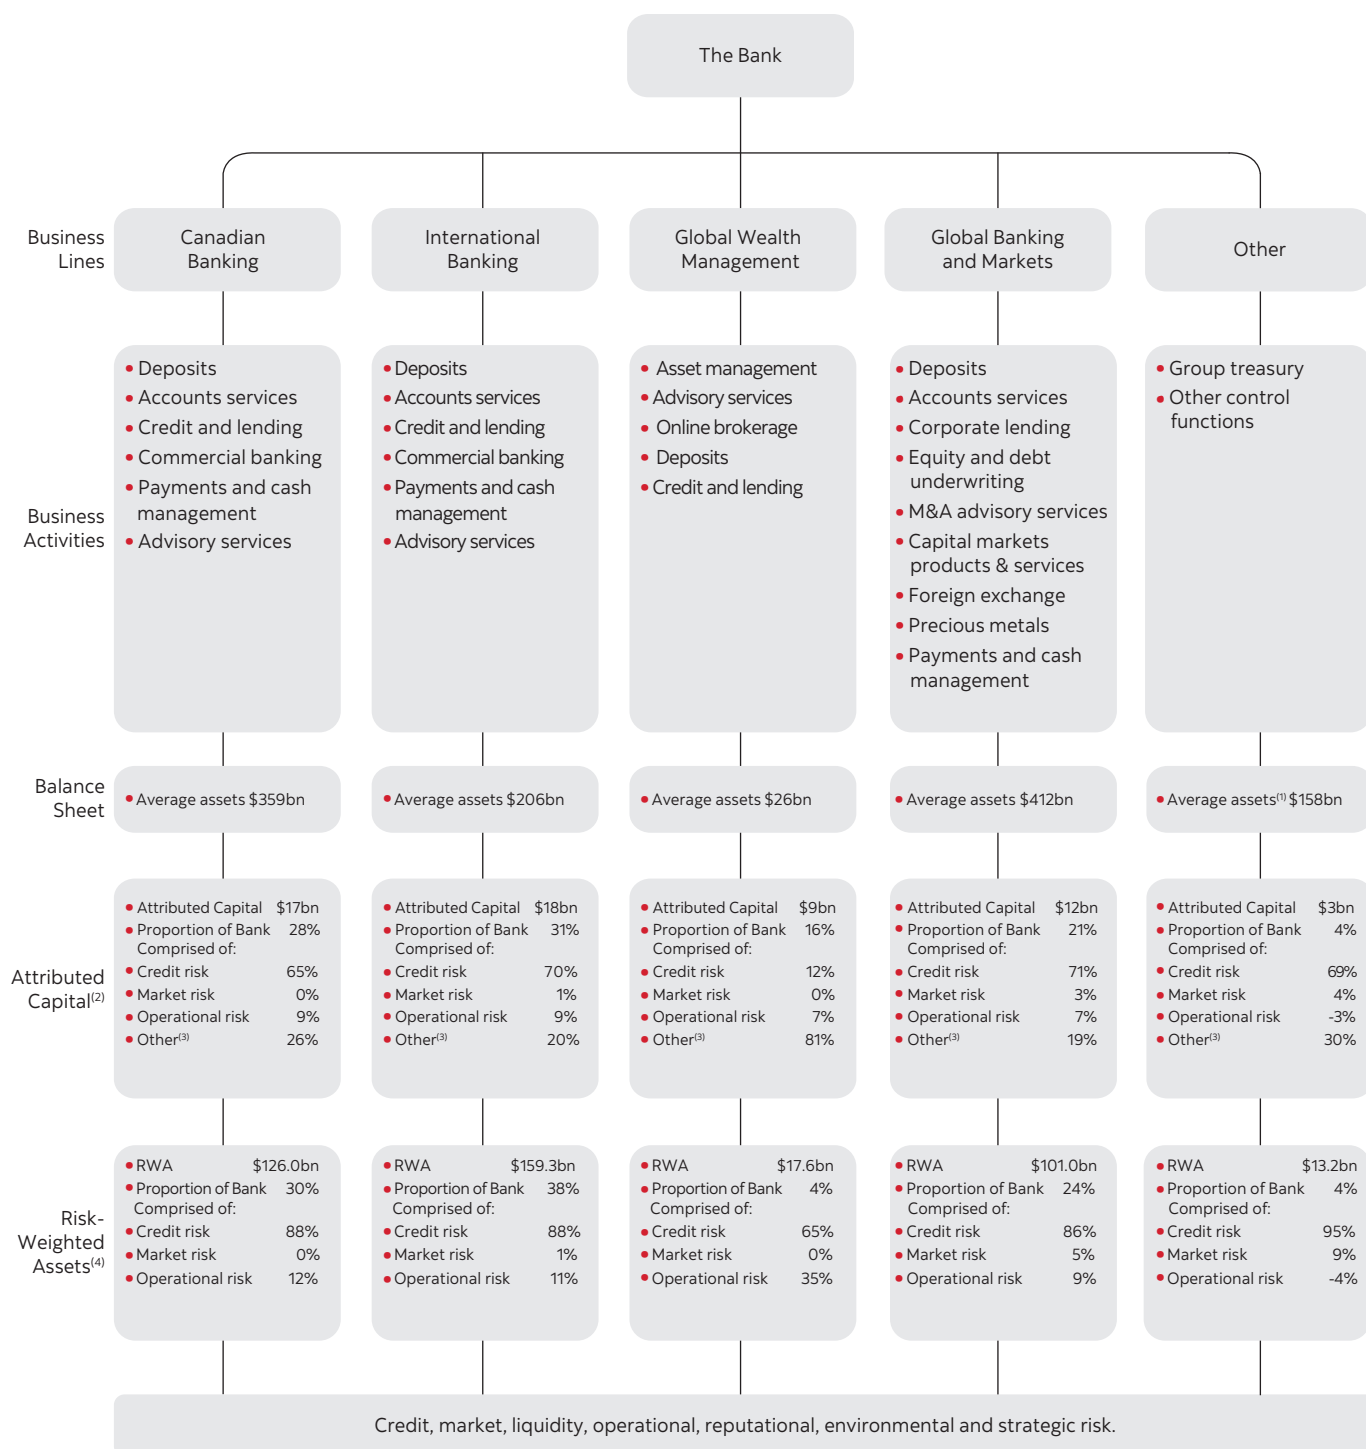 The Bank
Business
Lines
Canadian
Banking
International
Banking
Global Wealth
Management
Global Banking
and Markets
Other
Business
Activities
• Deposits
• Accounts services
• Credit and lending
• Commercial banking
• Payments and cash
management
• Advisory services
• Deposits
• Accounts services
• Credit and lending
• Commercial banking
• Payments and cash
management
• Advisory services
• Asset management
• Advisory services
• Online brokerage
• Deposits
• Credit and lending
• Deposits
• Accounts services
• Corporate lending
• Equity and debt
underwriting
• M&A advisory services
• Capital markets
products & services
• Foreign exchange
• Precious metals
• Payments and cash
management
• Group treasury
• Other control
functions
Balance
Sheet
• Average assets $359bn
• Average assets $206bn
• Average assets $26bn
• Average assets $412bn
• Average assets(1) $158bn
Attributed
Capital(2)
• Attributed Capital $17bn
• Proportion of Bank 28%
Comprised of:
• Credit risk 65%
• Market risk 0%
• Operational risk 9%
• Other(3) 26%
• Attributed Capital $18bn
• Proportion of Bank 31%
Comprised of:
• Credit risk 70%
• Market risk 1%
• Operational risk 9%
• Other(3) 20%
• Attributed Capital $9bn
• Proportion of Bank 16%
Comprised of:
• Credit risk 12%
• Market risk 0%
• Operational risk 7%
• Other(3) 81%
• Attributed Capital $12bn
• Proportion of Bank 21%
Comprised of:
• Credit risk 71%
• Market risk 3%
• Operational risk 7%
• Other(3) 19%
• Attributed Capital $3bn
• Proportion of Bank 4%
Comprised of:
• Credit risk 69%
• Market risk 4%
• Operational risk -3%
• Other(3) 30%
Risk-
Weighted
Assets(4)
• RWA $126.0bn
• Proportion of Bank 30%
Comprised of:
• Credit risk 88%
• Market risk 0%
• Operational risk 12%
• RWA $159.3bn
• Proportion of Bank 38%
Comprised of:
• Credit risk 88%
• Market risk 1%
• Operational risk 11%
• RWA $17.6bn
• Proportion of Bank 4%
Comprised of:
• Credit risk 65%
• Market risk 0%
• Operational risk 35%
• RWA $101.0bn
• Proportion of Bank 24%
Comprised of:
• Credit risk 86%
• Market risk 5%
• Operational risk 9%
• RWA $13.2bn
• Proportion of Bank 4%
Comprised of:
• Credit risk 95%
• Market risk 9%
• Operational risk -4%
Credit, market, liquidity, operational, reputational, environmental and strategic risk.